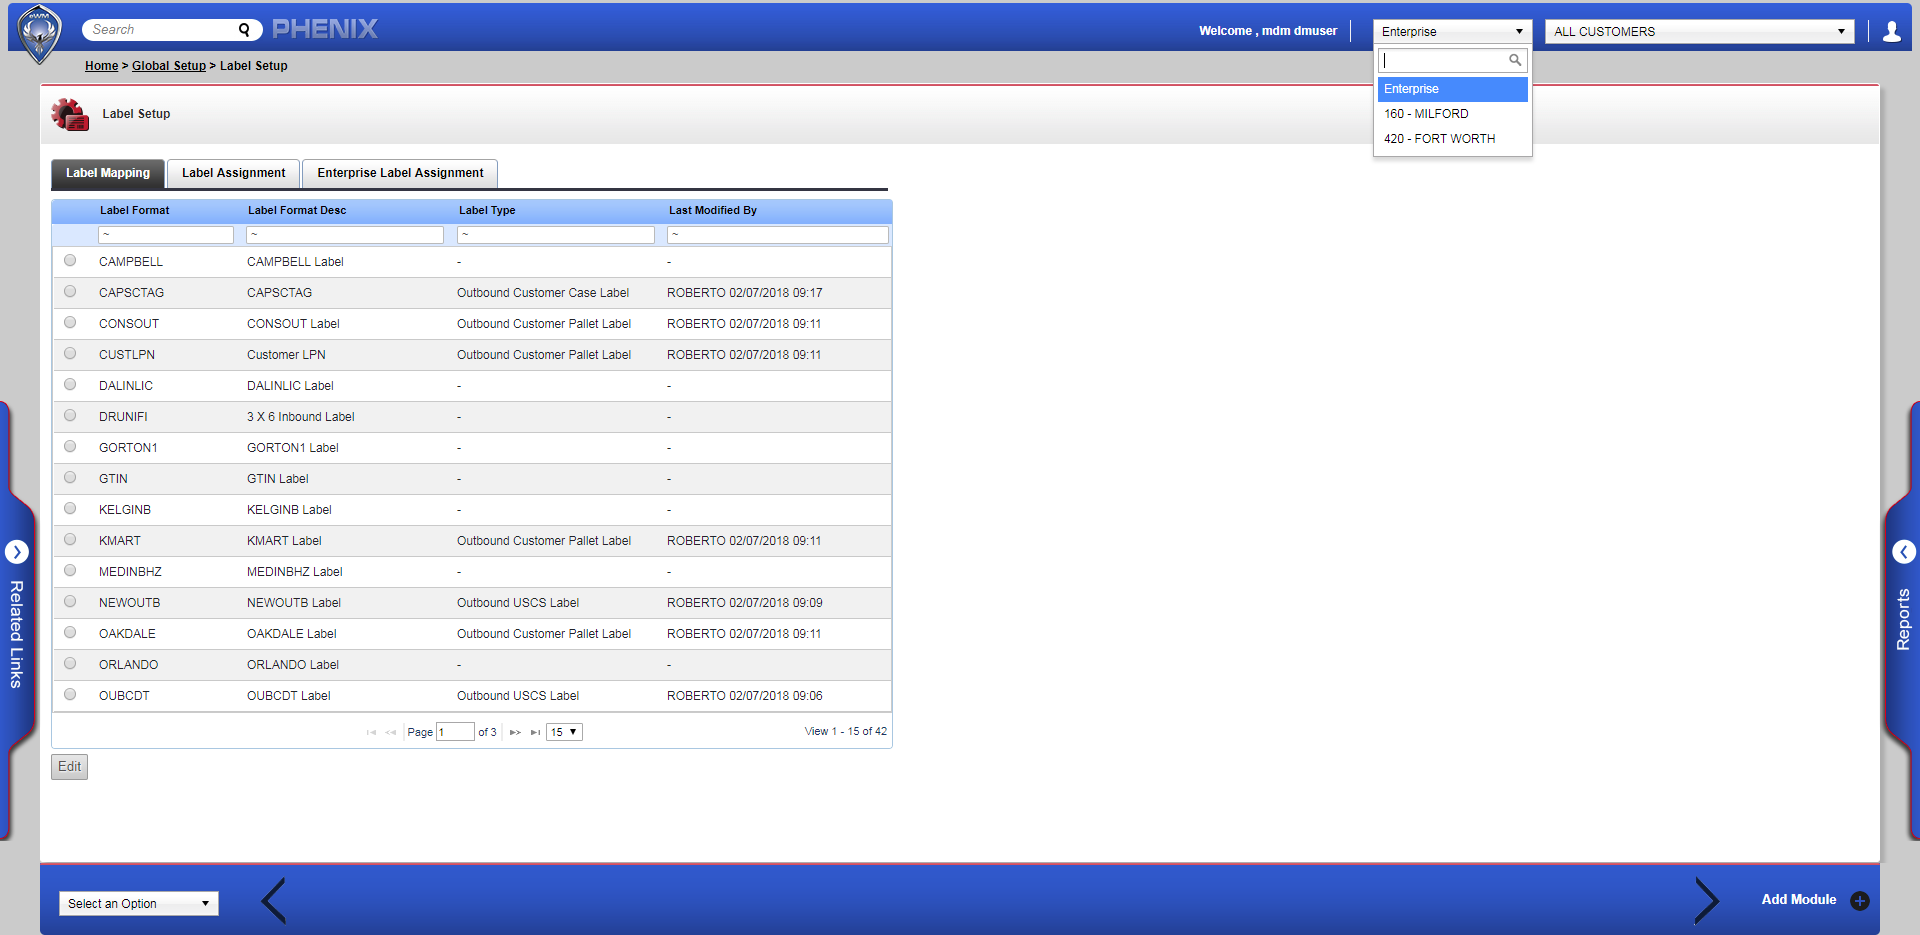 eWM
Search
PHENIX
Welcome , mdm dmuser
Enterprise
ALL CUSTOMERS
Enterprise
160 - MILFORD
420 - FORT WORTH
Home > Global Setup > Label Setup
Label Setup
Label Mapping Label Assignment Enterprise Label Assignment
Label Format Label Format Desc Label Type Last Modified By
~ ~ ~ ~
CAMPBELL CAMPBELL Label - -
CAPSCTAG CAPSCTAG Outbound Customer Case Label ROBERTO 02/07/2018 09:17
CONSOUT CONSOUT Label Outbound Customer Pallet Label ROBERTO 02/07/2018 09:11
CUSTLPN Customer LPN Outbound Customer Pallet Label ROBERTO 02/07/2018 09:11
DALINLIC DALINLIC Label - -
DRUNIFI 3 X 6 Inbound Label - -
GORTON1 GORTON1 Label - -
GTIN GTIN Label - -
KELGINB KELGINB Label - -
KMART KMART Label Outbound Customer Pallet Label ROBERTO 02/07/2018 09:11
MEDINBHZ MEDINBHZ Label - -
NEWOUTB NEWOUTB Label Outbound USCS Label ROBERTO 02/07/2018 09:09
OAKDALE OAKDALE Label Outbound Customer Pallet Label ROBERTO 02/07/2018 09:11
ORLANDO ORLANDO Label - -
OUBCDT OUBCDT Label Outbound USCS Label ROBERTO 02/07/2018 09:06
Page 1 of 3 15 View 1 - 15 of 42
Edit
Related Links
Reports
Select an Option
Add Module